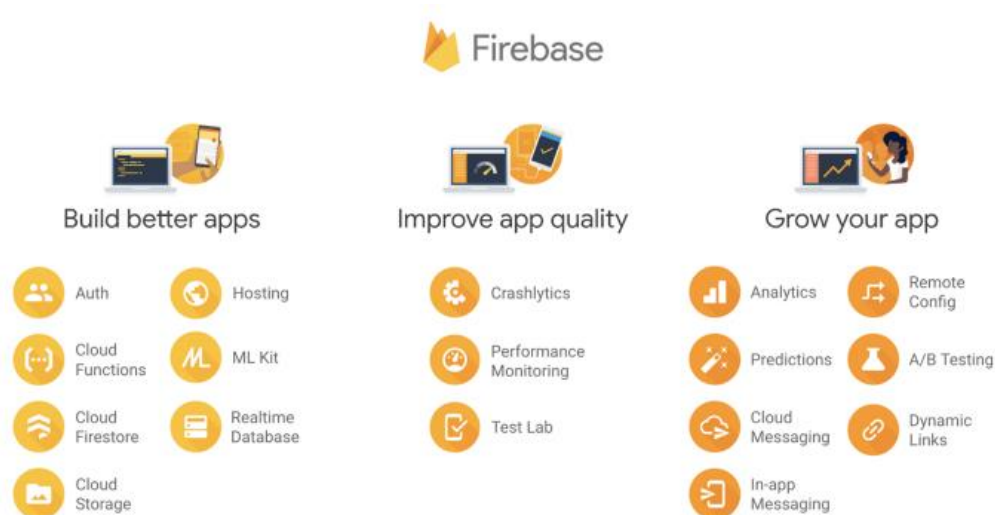 Firebase
Build better apps
Improve app quality
Grow your app
Auth
Hosting
Cloud
Functions
ML Kit
Cloud
Firestore
Realtime
Database
Cloud
Storage
Crashlytics
Performance
Monitoring
Test Lab
Analytics
Remote
Config
Predictions
A/B Testing
Cloud
Messaging
Dynamic
Links
In-app
Messaging